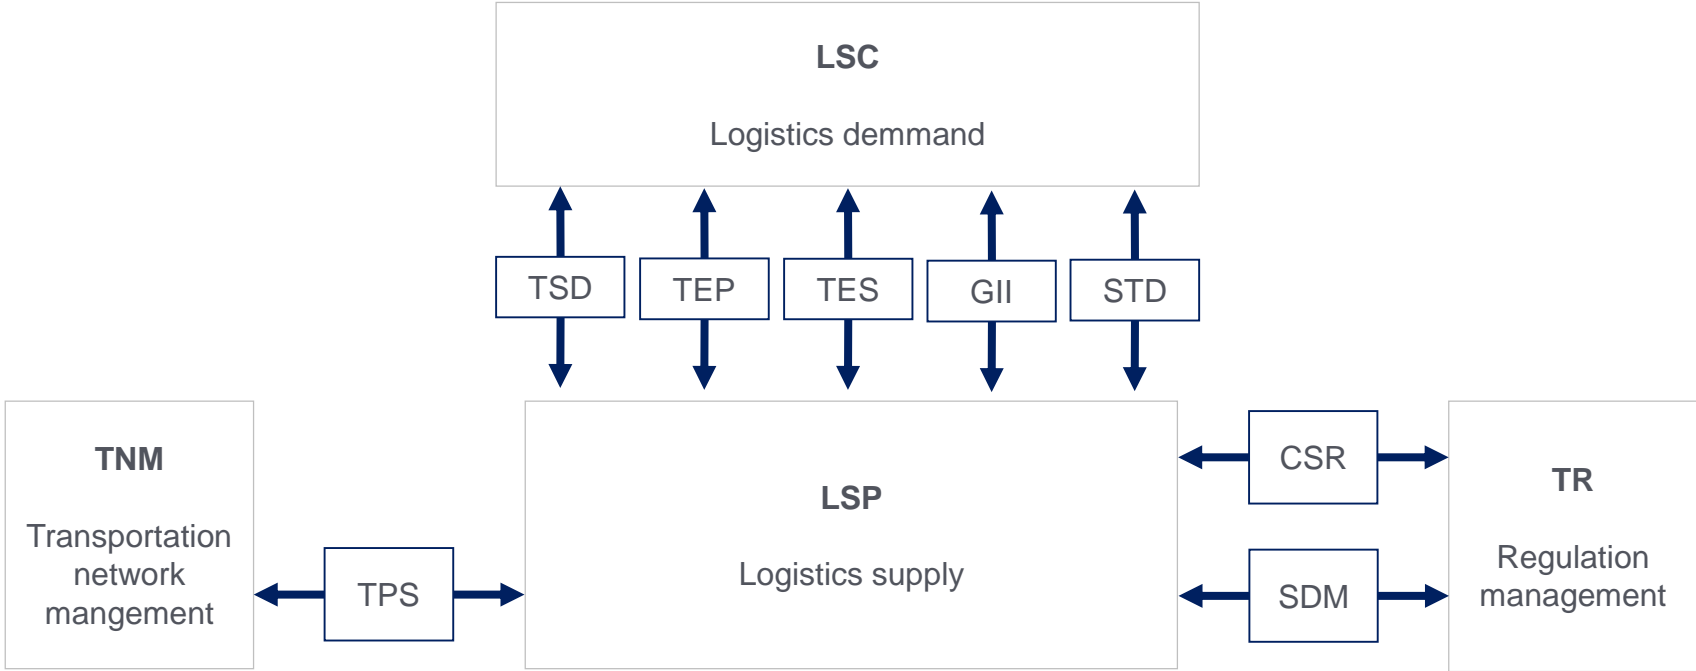 LSC
Logistics demmand
TSD
TEP
TES
GII
STD
TNM
Transportation
network
mangement
TPS
LSP
Logistics supply
CSR
SDM
TR
Regulation
management